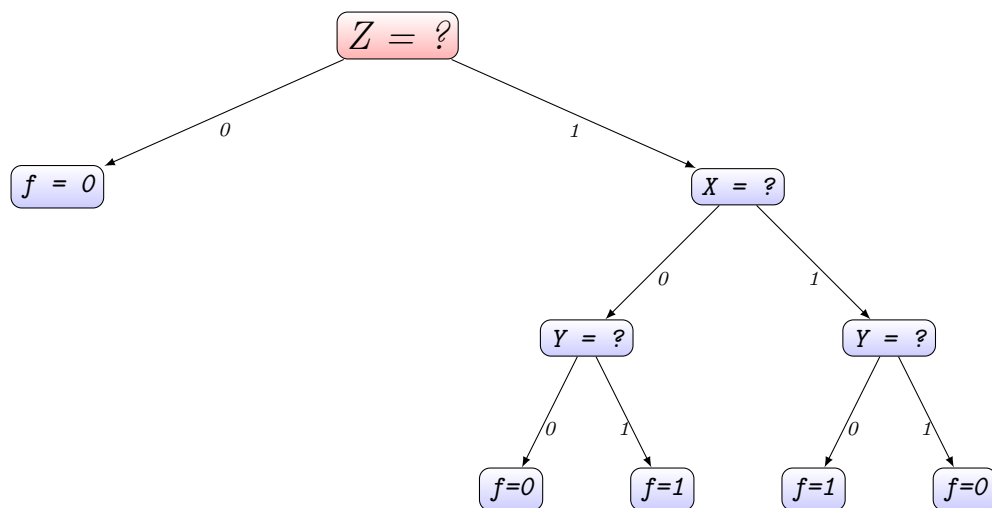 Z = ?
0
1
f = 0
X = ?
0
1
Y = ?
Y = ?
0
1
0
1
f=0
f=1
f=1
f=0